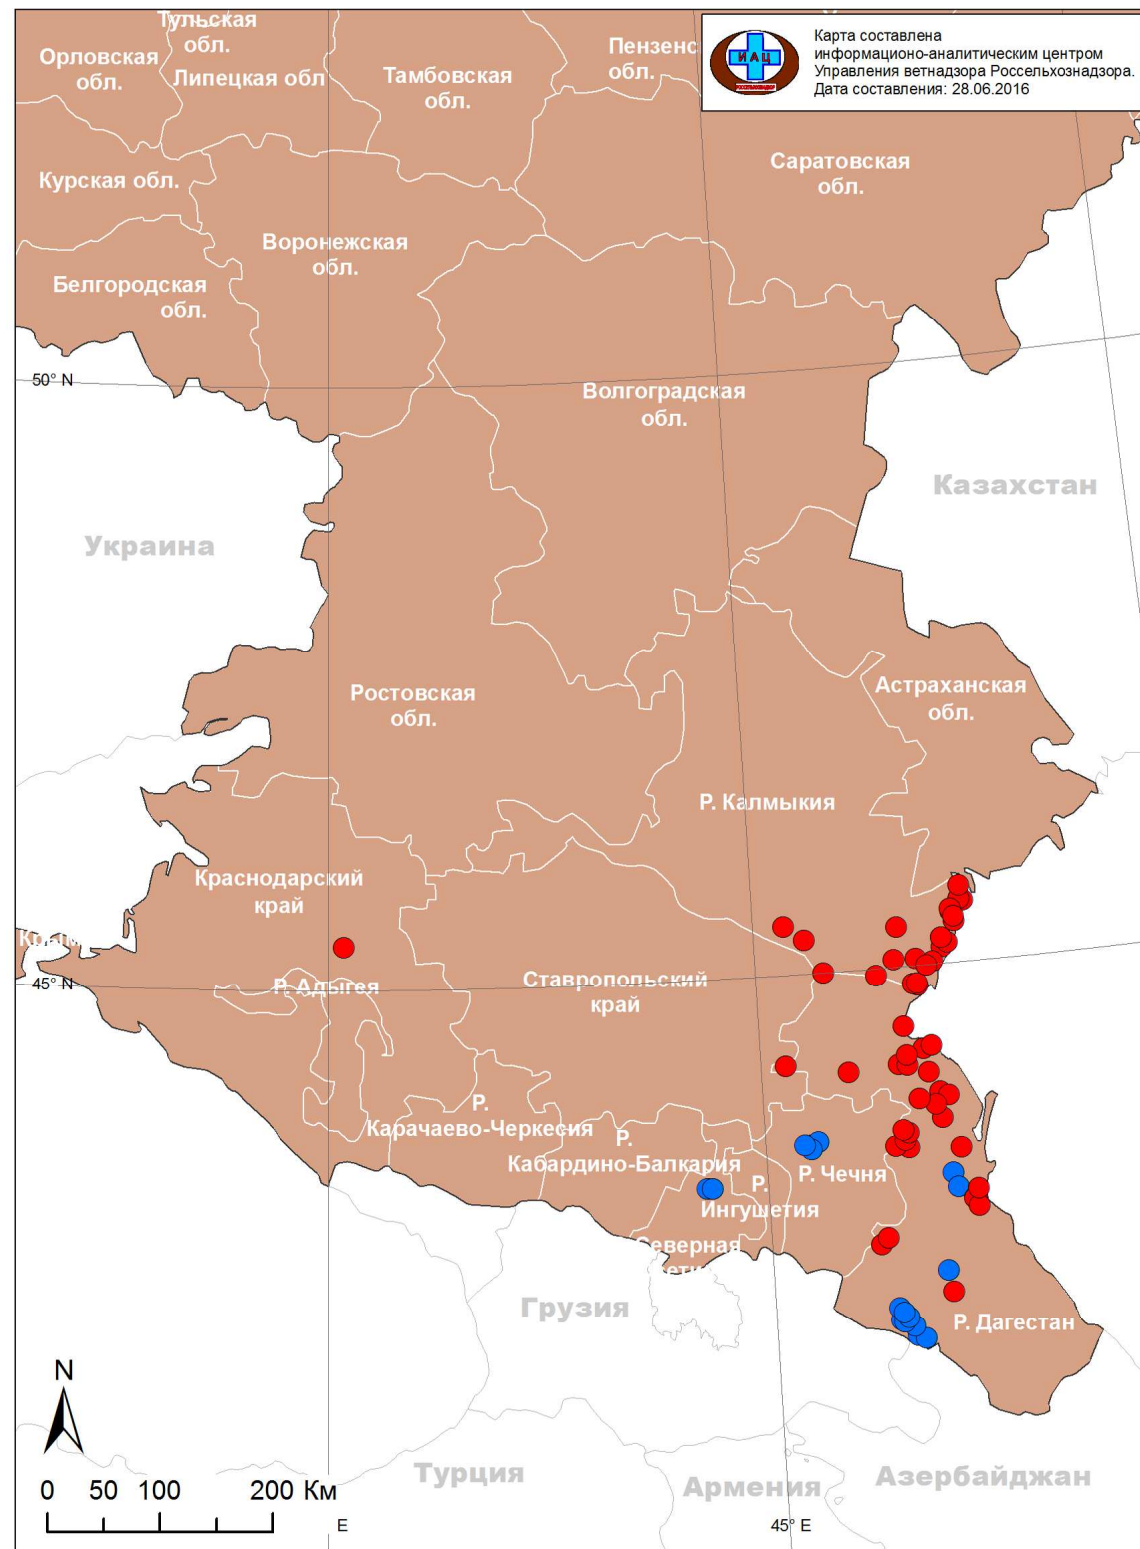 Тульская
обл.
Орловская
обл.
Липецкая обл
Тамбовская
обл.
Пензенс
обл.
ИАЦ
РОССЕЛЬХОЗНАДЗОР
Карта составлена
информационо-аналитическим центром
Управления ветнадзора Россельхознадзора.
Дата составления: 28.06.2016
Саратовская
обл.
Курская обл.
Воронежская
обл.
Белгородская
обл.
50° N
Волгоградская
обл.
Казахстан
Украина
Ростовская
обл.
Астраханская
обл.
Р. Калмыкия
Краснодарский
край
Крым
Ставропольский
край
45° N
Р. Адыгея
Р.
Карачаево-Черкесия
Р.
Кабардино-Балкария
Р. Чечня
Р.
Ингушетия
Северная
Грузия
Р. Дагестан
N
Турция
Армения
Азербайджан
0 50 100 200 Км
E
45° E